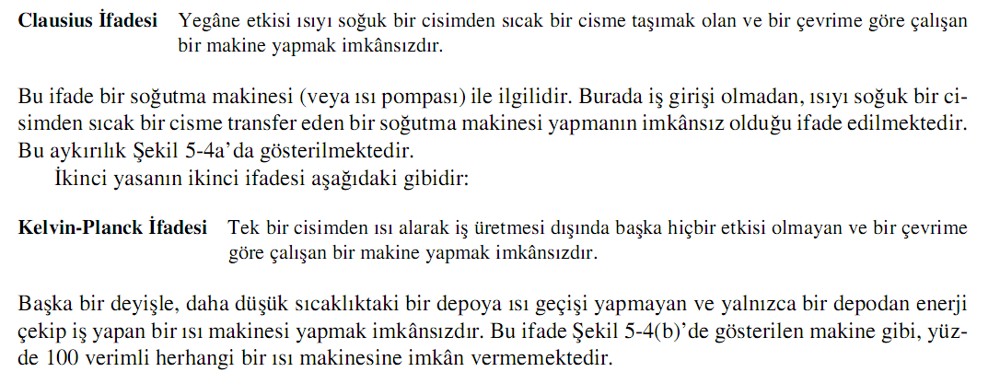 Clausius İfadesi Yegâne etkisi ısıyı soğuk bir cisimden sıcak bir cisme taşımak olan ve bir çevrime göre çalışan
bir makine yapmak imkânsızdır.
Bu ifade bir soğutma makinesi (veya ısı pompası) ile ilgilidir. Burada iş girişi olmadan, ısıyı soğuk bir ci-
simden sıcak bir cisme transfer eden bir soğutma makinesi yapmanın imkânsız olduğu ifade edilmektedir.
Bu aykırılık Şekil 5-4a'da gösterilmektedir.
İkinci yasanın ikinci ifadesi aşağıdaki gibidir:
Kelvin-Planck İfadesi Tek bir cisimden ısı alarak iş üretmesi dışında başka hiçbir etkisi olmayan ve bir çevrime
göre çalışan bir makine yapmak imkânsızdır.
Başka bir deyişle, daha düşük sıcaklıktaki bir depoya ısı geçişi yapmayan ve yalnızca bir depodan enerji
çekip iş yapan bir ısı makinesi yapmak imkânsızdır. Bu ifade Şekil 5-4(b)'de gösterilen makine gibi, yüz-
de 100 verimli herhangi bir ısı makinesine imkân vermemektedir.